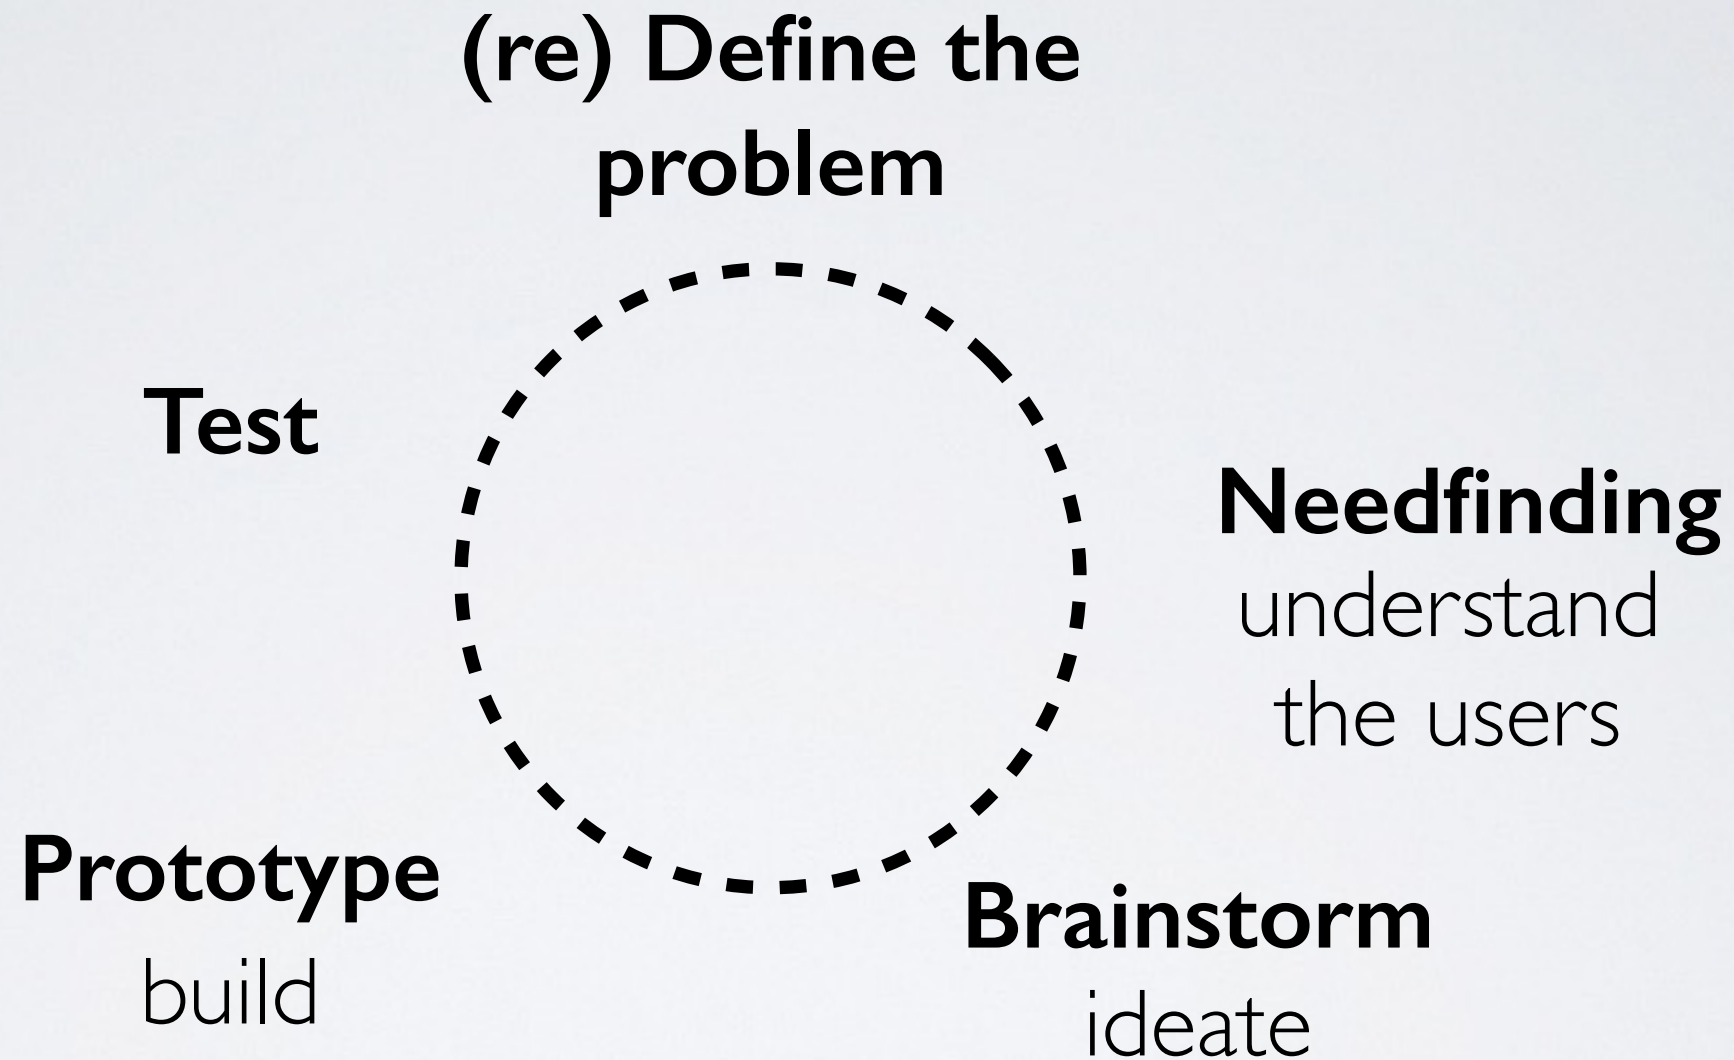 (re) Define the
problem
Test
Needfinding
understand
the users
Prototype
build
Brainstorm
ideate